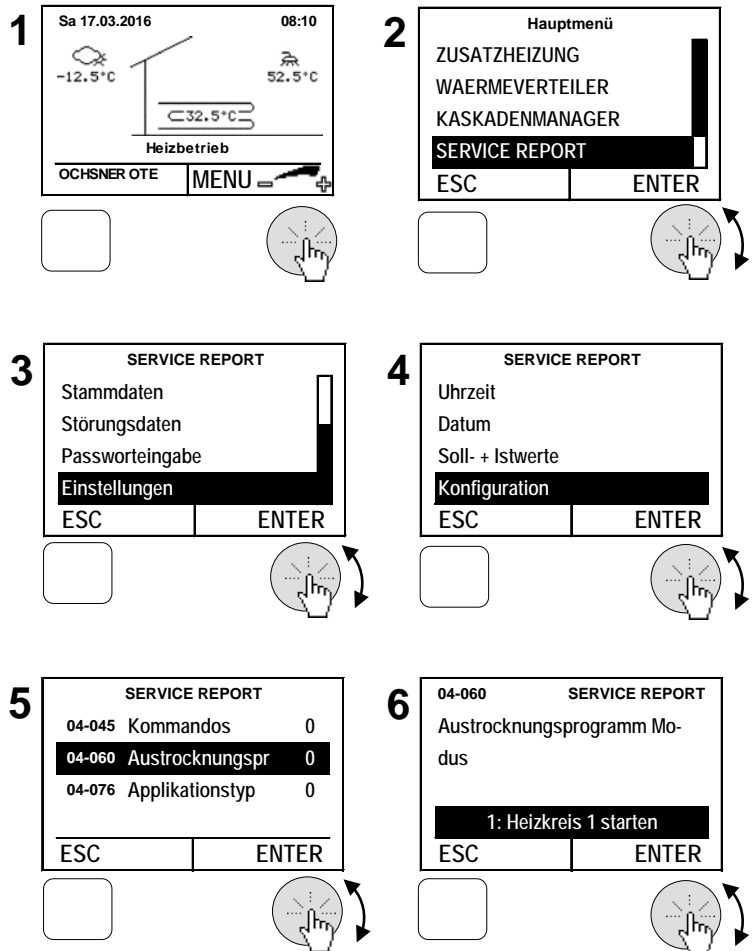 1
Sa 17.03.2016 08:10
-12.5°C
52.5°C
32.5°C
Heizbetrieb
OCHSNER OTE MENU
2
Hauptmenü
ZUSATZHEIZUNG
WAERMEVERTEILER
KASKADENMANAGER
SERVICE REPORT
ESC ENTER
3
SERVICE REPORT
Stammdaten
Störungsdaten
Passworteingabe
Einstellungen
ESC ENTER
4
SERVICE REPORT
Uhrzeit
Datum
Soll- + Istwerte
Konfiguration
ESC ENTER
5
SERVICE REPORT
04-045 Kommandos 0
04-060 Austrocknungspr 0
04-076 Applikationstyp 0
ESC ENTER
6
04-060 SERVICE REPORT
Austrocknungsprogramm Mo-
dus
1: Heizkreis 1 starten
ESC ENTER